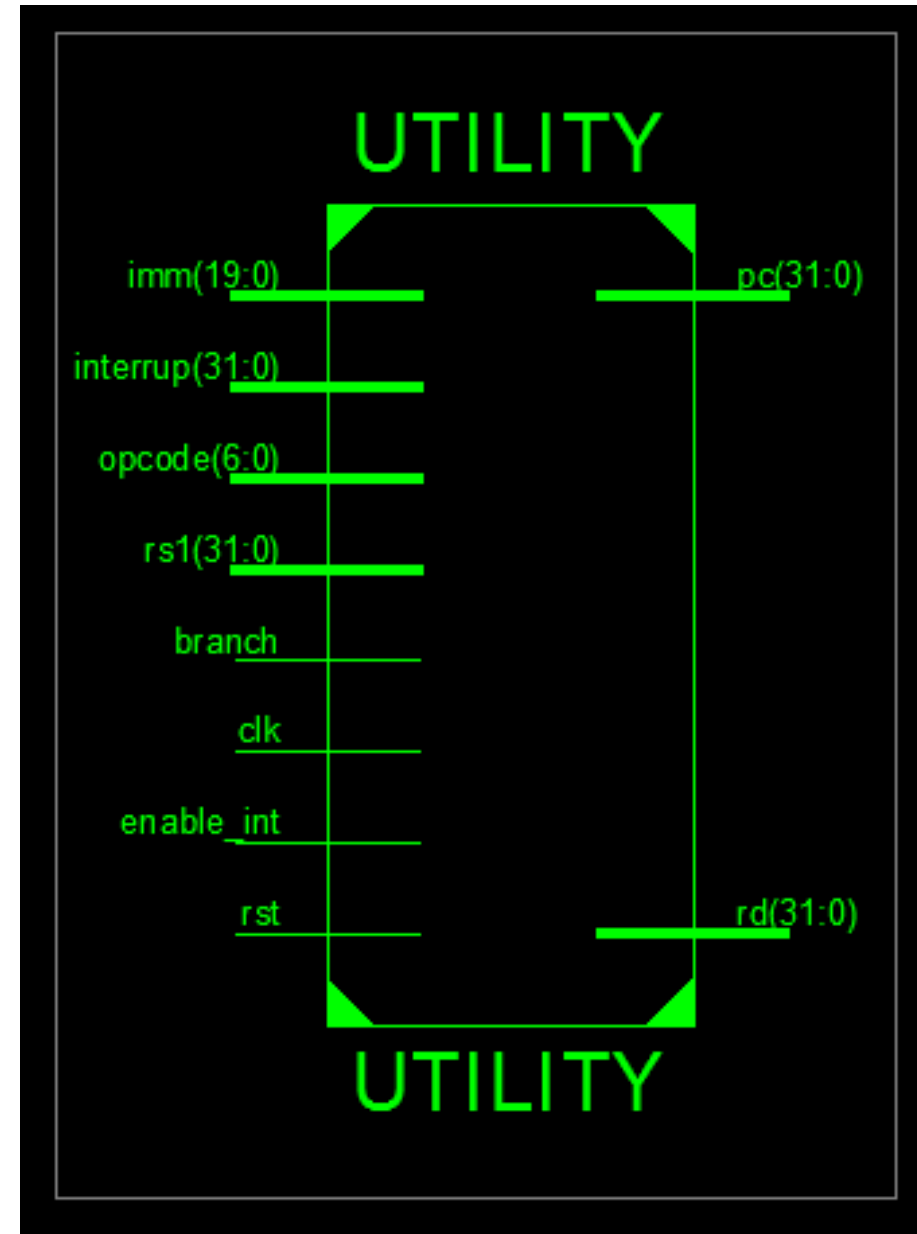 UTILITY
imm(19:0)
pc(31:0)
interrup(31:0)
opcode(6:0)
rs1(31:0)
branch
clk
enable_int
rst
rd(31:0)
UTILITY